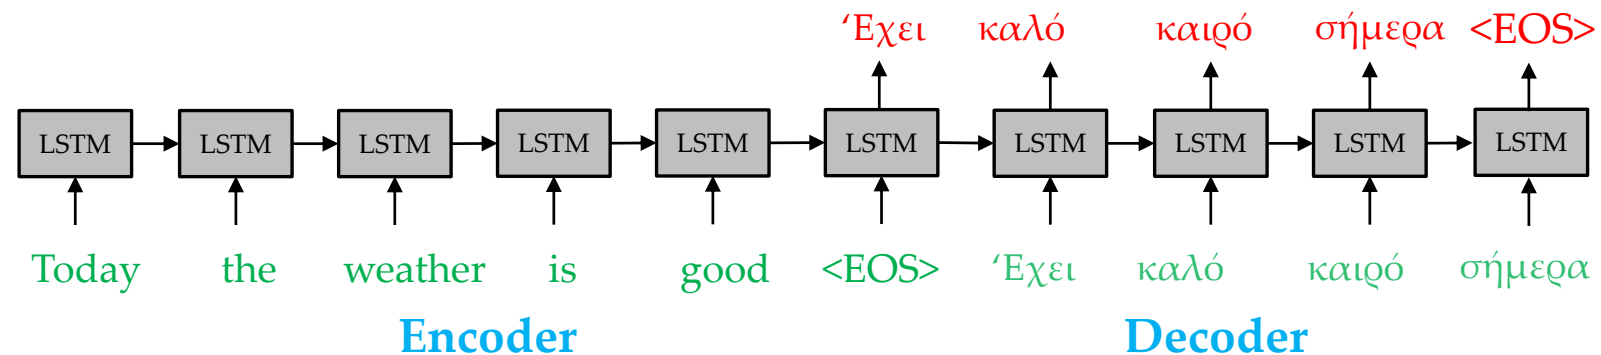 ‘Έχει καλό καιρό σήμερα <EOS>
LSTM LSTM LSTM LSTM LSTM LSTM LSTM LSTM LSTM LSTM
Today the weather is good <EOS> ‘Έχει καλό καιρό σήμερα
Encoder Decoder